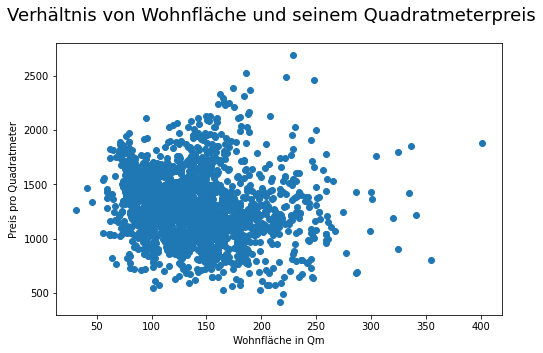 Verhältnis von Wohnfläche und seinem Quadratmeterpreis
2500
2000
1500
1000
500
Preis pro Quadratmeter
50 100 150 200 250 300 350 400
Wohnfläche in Qm